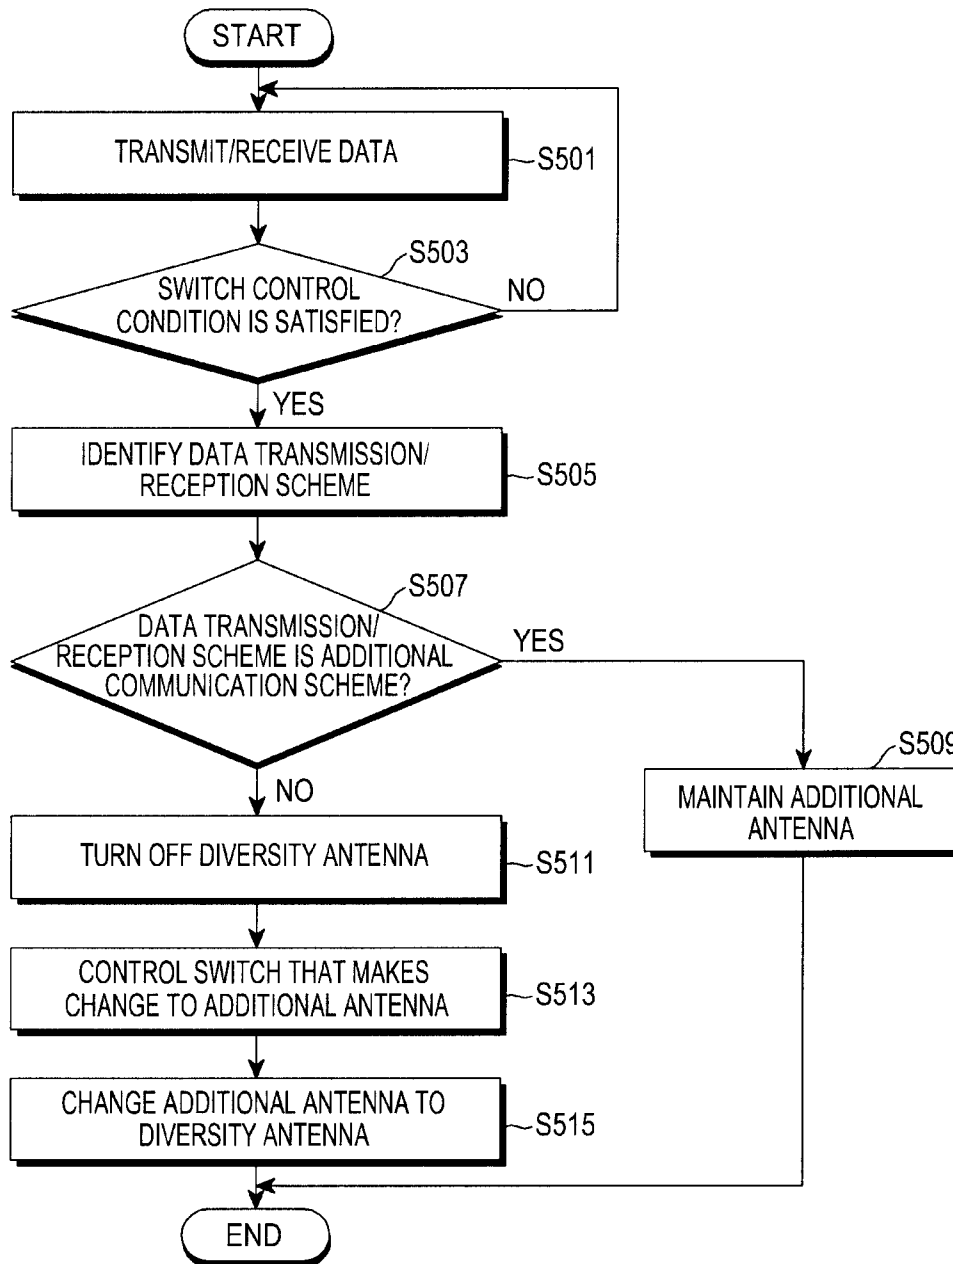 START
TRANSMIT/RECEIVE DATA
S501
S503
SWITCH CONTROL
CONDITION IS SATISFIED?
NO
YES
IDENTIFY DATA TRANSMISSION/
RECEPTION SCHEME
S505
S507
DATA TRANSMISSION/
RECEPTION SCHEME IS ADDITIONAL
COMMUNICATION SCHEME?
YES
NO
S509
MAINTAIN ADDITIONAL
ANTENNA
TURN OFF DIVERSITY ANTENNA
S511
CONTROL SWITCH THAT MAKES
CHANGE TO ADDITIONAL ANTENNA
S513
CHANGE ADDITIONAL ANTENNA TO
DIVERSITY ANTENNA
S515
END